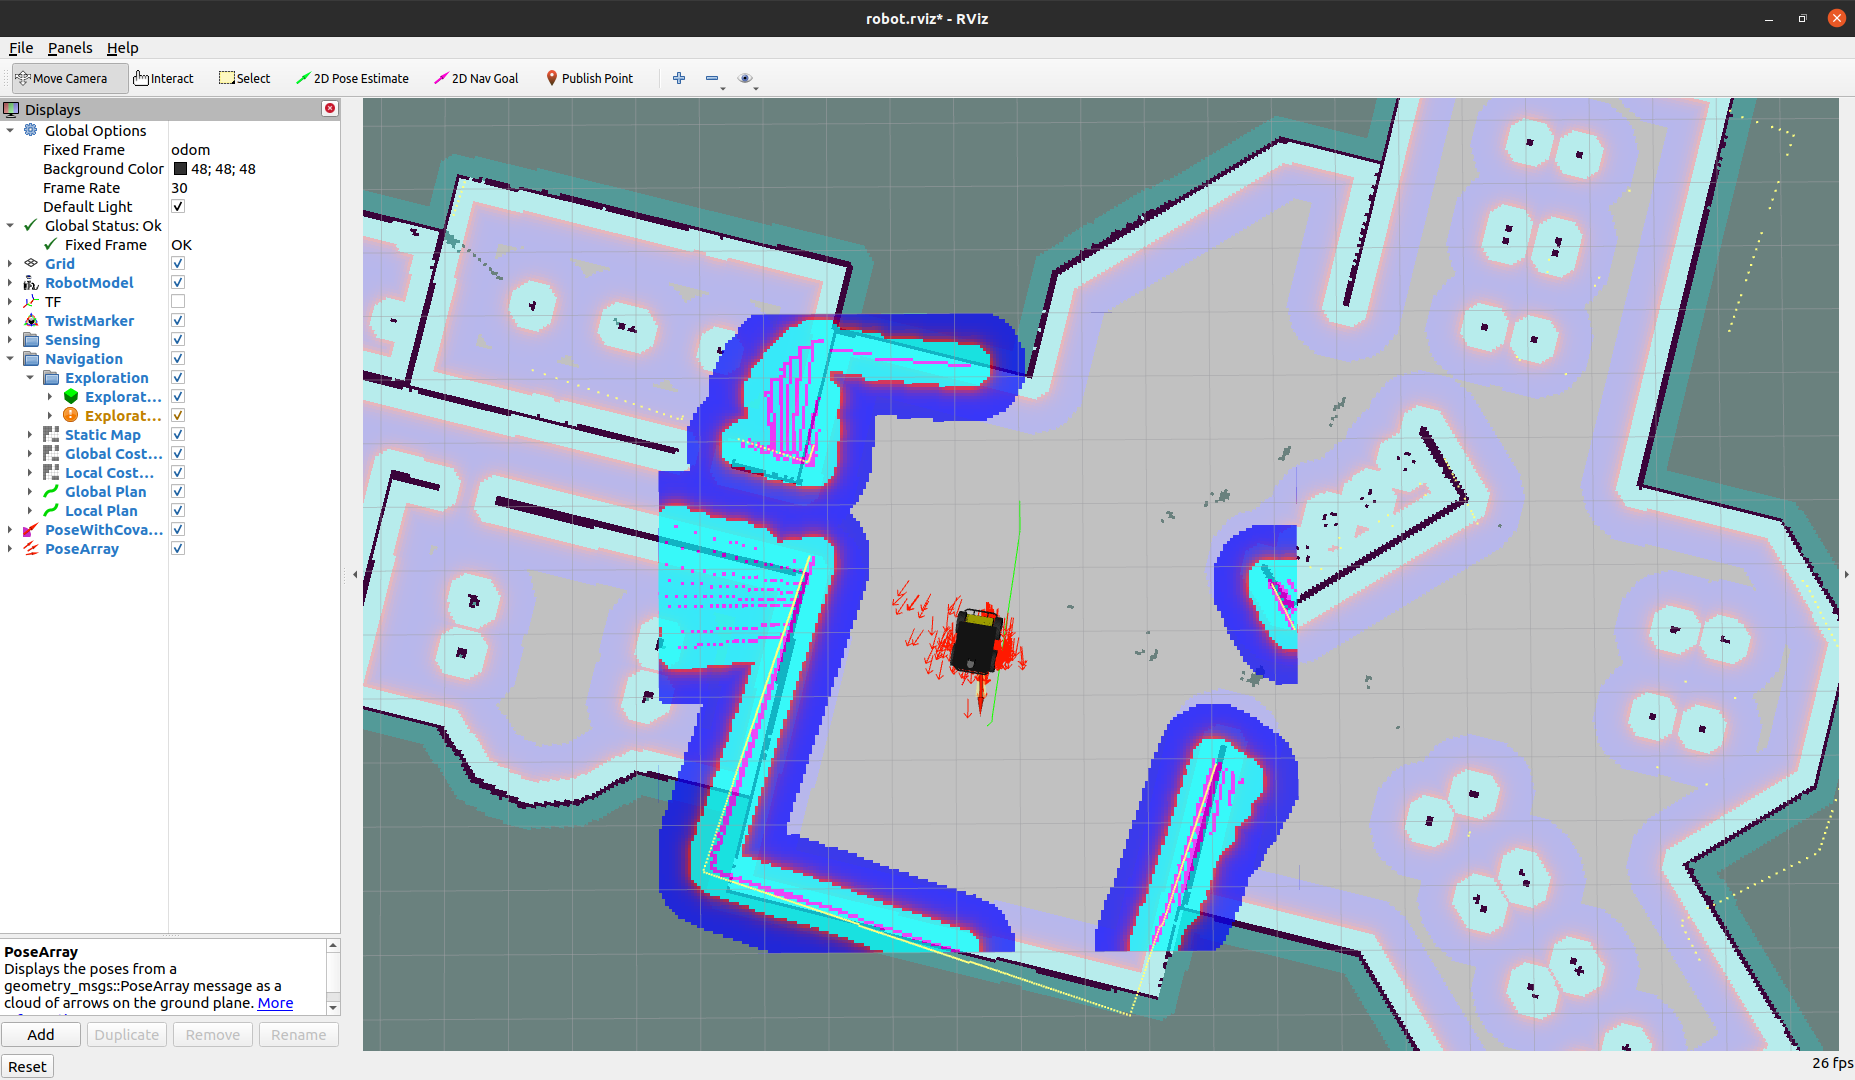 robot.rviz* - RViz
File Panels Help
Move Camera Interact Select 2D Pose Estimate 2D Nav Goal Publish Point
Displays
Global Options
Fixed Frame odom
Background Color 48; 48; 48
Frame Rate 30
Default Light
Global Status: Ok
Fixed Frame OK
Grid
RobotModel
TF
TwistMarker
Sensing
Navigation
Exploration
Explorat...
Explorat...
Static Map
Global Cost...
Local Cost...
Global Plan
Local Plan
PoseWithCova...
PoseArray
PoseArray
Displays the poses from a
geometry_msgs::PoseArray message as a
cloud of arrows on the ground plane. More
Add Duplicate Remove Rename
Reset
26 fps